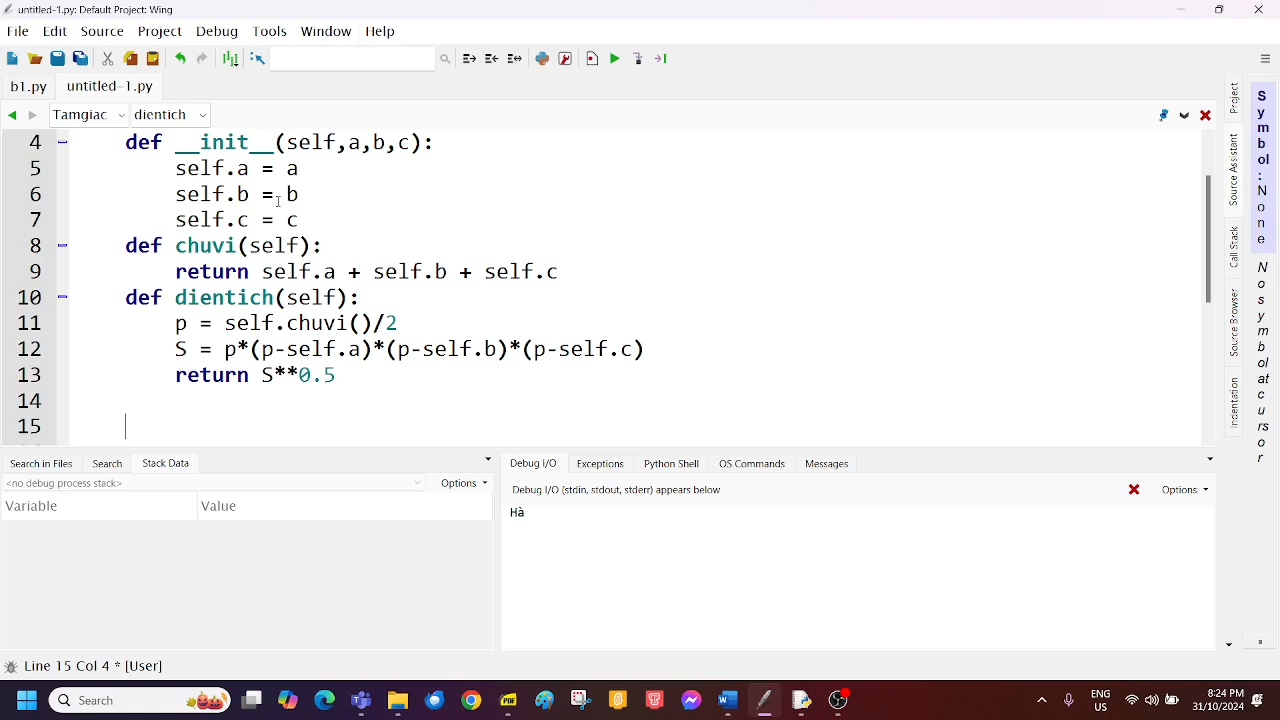 untitled-1.py: Default Project: Wing
File Edit Source Project Debug Tools Window Help
b1.py untitled-1.py
Tamgiac dientich
4 def __init__(self,a,b,c):
5 self.a = a
6 self.b = b
7 self.c = c
8 def chuvi(self):
9 return self.a + self.b + self.c
10 def dientich(self):
11 p = self.chuvi()/2
12 S = p*(p-self.a)*(p-self.b)*(p-self.c)
13 return S**0.5
14
15
Project
Source Assistant
Call Stack
Source Browser
Indentation
Symbol: None
No symbol at cursor
Search in Files Search Stack Data
<no debug process stack> Options
Variable Value
Debug I/O Exceptions Python Shell OS Commands Messages
Debug I/O (stdin, stdout, stderr) appears below Options
Hà
Line 15 Col 4 * [User]
Search
PDF
ENG
US
8:24 PM
31/10/2024